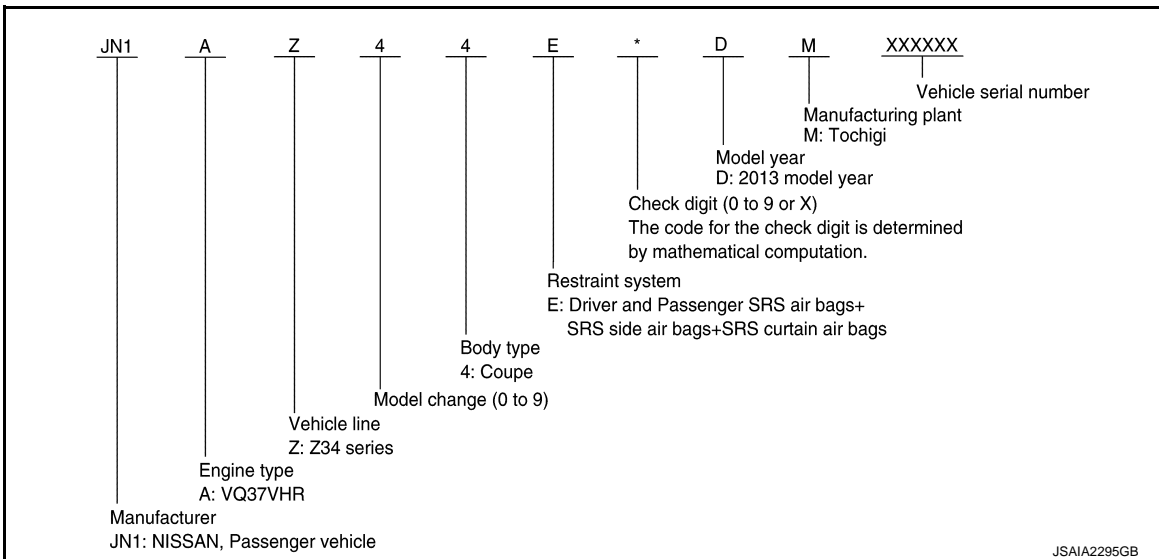 JN1 A Z 4 4 E * D M XXXXXX
Vehicle serial number
Manufacturing plant
M: Tochigi
Model year
D: 2013 model year
Check digit (0 to 9 or X)
The code for the check digit is determined
by mathematical computation.
Restraint system
E: Driver and Passenger SRS air bags+
SRS side air bags+SRS curtain air bags
Body type
4: Coupe
Model change (0 to 9)
Vehicle line
Z: Z34 series
Engine type
A: VQ37VHR
Manufacturer
JN1: NISSAN, Passenger vehicle
JSAIA2295GB